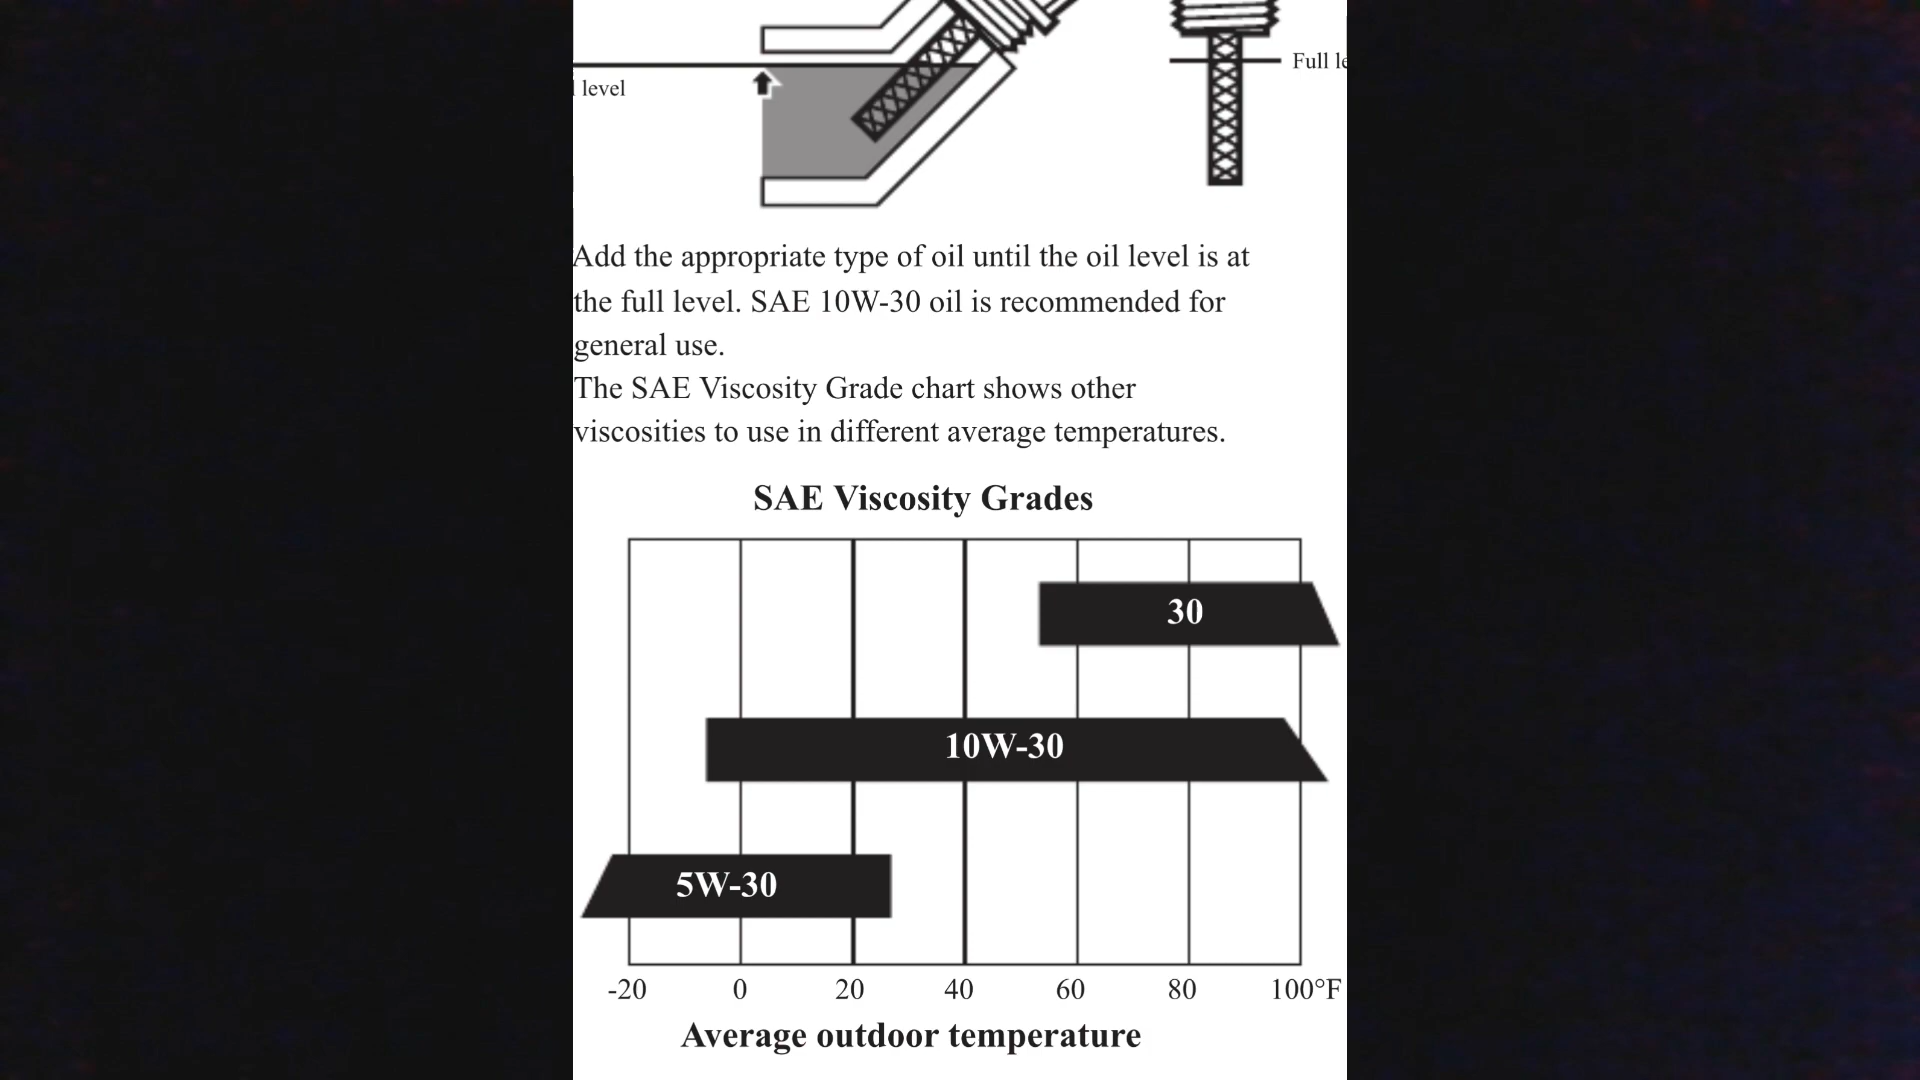 level
Full le
Add the appropriate type of oil until the oil level is at
the full level. SAE 10W-30 oil is recommended for
general use.
The SAE Viscosity Grade chart shows other
viscosities to use in different average temperatures.
SAE Viscosity Grades
30
10W-30
5W-30
-20 0 20 40 60 80 100°F
Average outdoor temperature